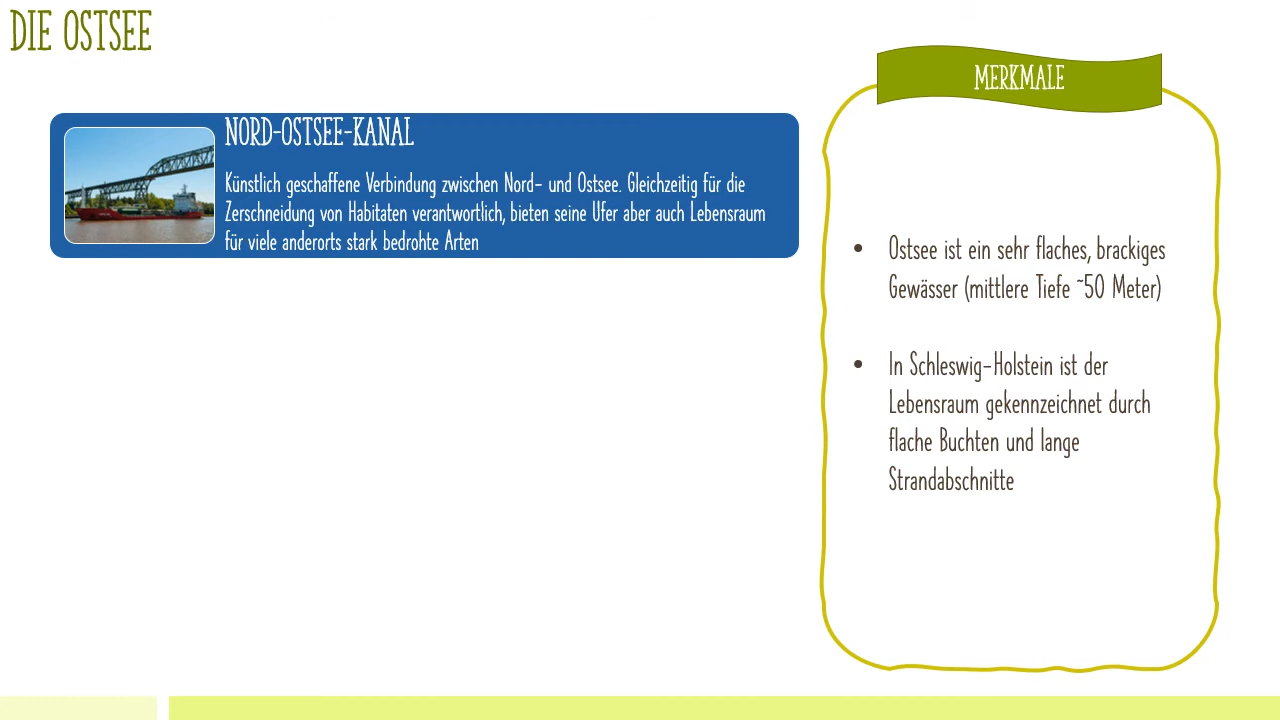 DIE OSTSEE
NORD-OSTSEE-KANAL
Künstlich geschaffene Verbindung zwischen Nord- und Ostsee. Gleichzeitig für die
Zerschneidung von Habitaten verantwortlich, bieten seine Ufer aber auch Lebensraum
für viele anderorts stark bedrohte Arten
MERKMALE
• Ostsee ist ein sehr flaches, brackiges
Gewässer (mittlere Tiefe ~50 Meter)
• In Schleswig-Holstein ist der
Lebensraum gekennzeichnet durch
flache Buchten und lange
Strandabschnitte